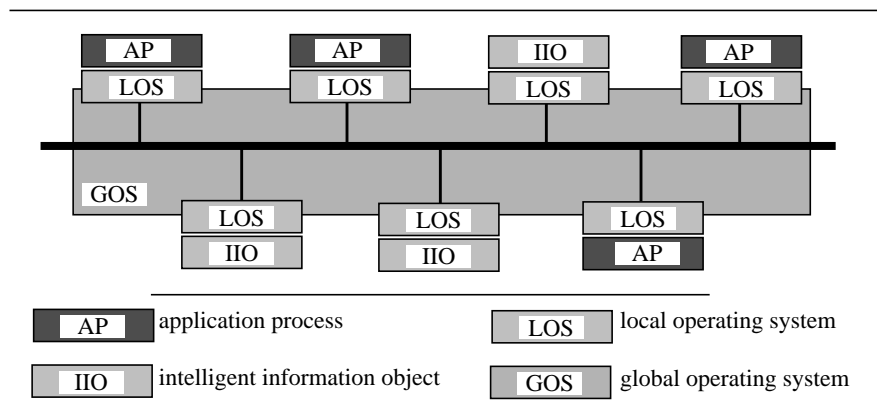 AP AP IIO AP
LOS LOS LOS LOS
GOS
LOS LOS LOS
IIO IIO AP
AP application process
LOS local operating system
IIO intelligent information object
GOS global operating system